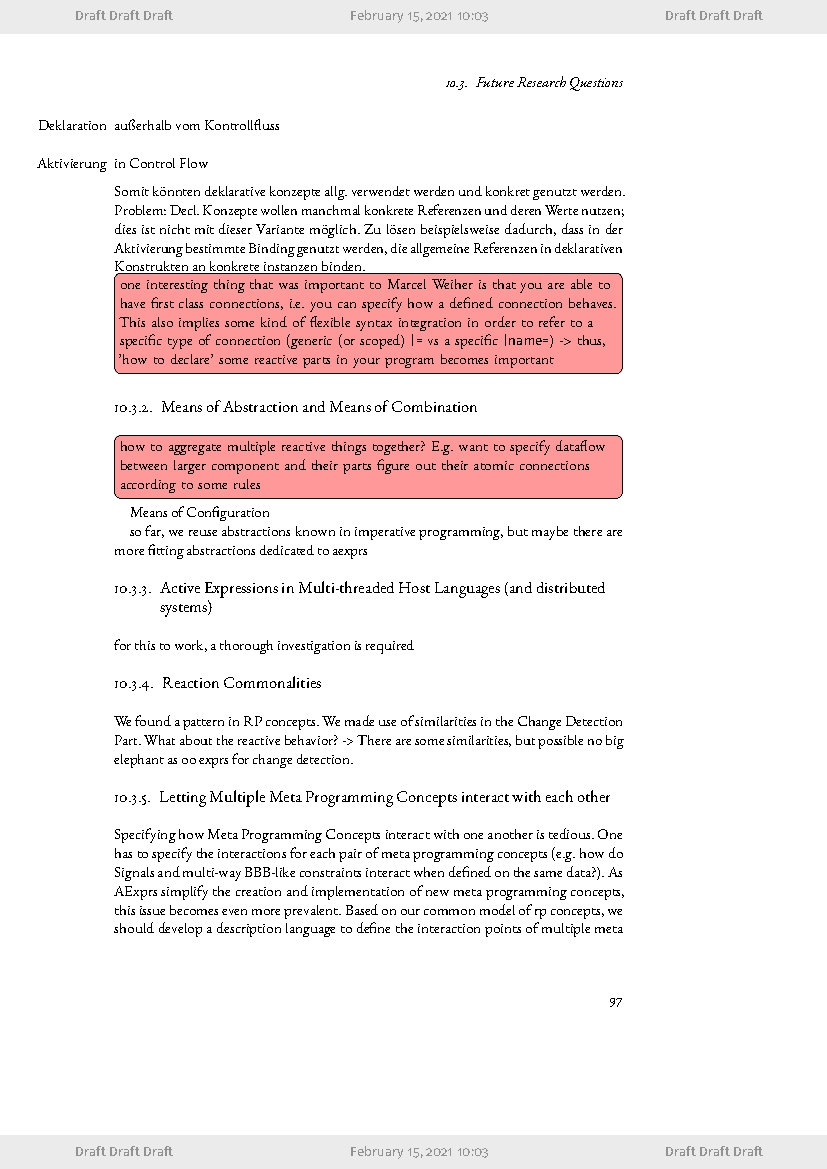 Draft Draft Draft February 15, 2021 10:03 Draft Draft Draft
10.3. Future Research Questions
Deklaration außerhalb vom Kontrollfluss
Aktivierung in Control Flow
Somit könnten deklarative konzepte allg. verwendet werden und konkret genutzt werden.
Problem: Decl. Konzepte wollen manchmal konkrete Referenzen und deren Werte nutzen;
dies ist nicht mit dieser Variante möglich. Zu lösen beispielsweise dadurch, dass in der
Aktivierung bestimmte Binding genutzt werden, die allgemeine Referenzen in deklarativen
Konstrukten an konkrete instanzen binden.
one interesting thing that was important to Marcel Weiher is that you are able to
have first class connections, i.e. you can specify how a defined connection behaves.
This also implies some kind of flexible syntax integration in order to refer to a
specific type of connection (generic (or scoped) |= vs a specific |name=) -> thus,
'how to declare' some reactive parts in your program becomes important
10.3.2. Means of Abstraction and Means of Combination
how to aggregate multiple reactive things together? E.g. want to specify dataflow
between larger component and their parts figure out their atomic connections
according to some rules
Means of Configuration
so far, we reuse abstractions known in imperative programming, but maybe there are
more fitting abstractions dedicated to aexprs
10.3.3. Active Expressions in Multi-threaded Host Languages (and distributed
systems)
for this to work, a thorough investigation is required
10.3.4. Reaction Commonalities
We found a pattern in RP concepts. We made use of similarities in the Change Detection
Part. What about the reactive behavior? -> There are some similarities, but possible no big
elephant as oo exprs for change detection.
10.3.5. Letting Multiple Meta Programming Concepts interact with each other
Specifying how Meta Programming Concepts interact with one another is tedious. One
has to specify the interactions for each pair of meta programming concepts (e.g. how do
Signals and multi-way BBB-like constraints interact when defined on the same data?). As
AExprs simplify the creation and implementation of new meta programming concepts,
this issue becomes even more prevalent. Based on our common model of rp concepts, we
should develop a description language to define the interaction points of multiple meta
97
Draft Draft Draft February 15, 2021 10:03 Draft Draft Draft